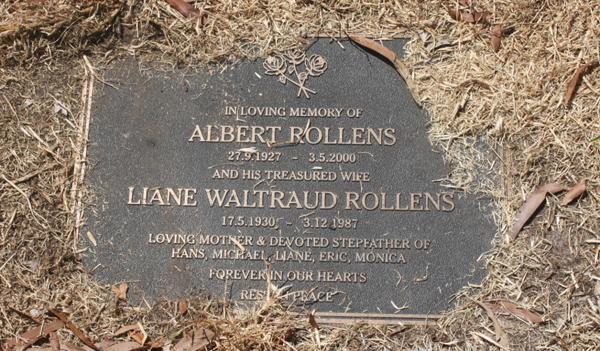 IN LOVING MEMORY OF
ALBERT ROLLENS
27.9.1927 - 3.5.2000
AND HIS TREASURED WIFE
LIANE WALTRAUD ROLLENS
17.5.1930 - 3.12.1987
LOVING MOTHER & DEVOTED STEPFATHER OF
HANS, MICHAEL, LIANE, ERIC, MONICA
FOREVER IN OUR HEARTS
REST IN PEACE